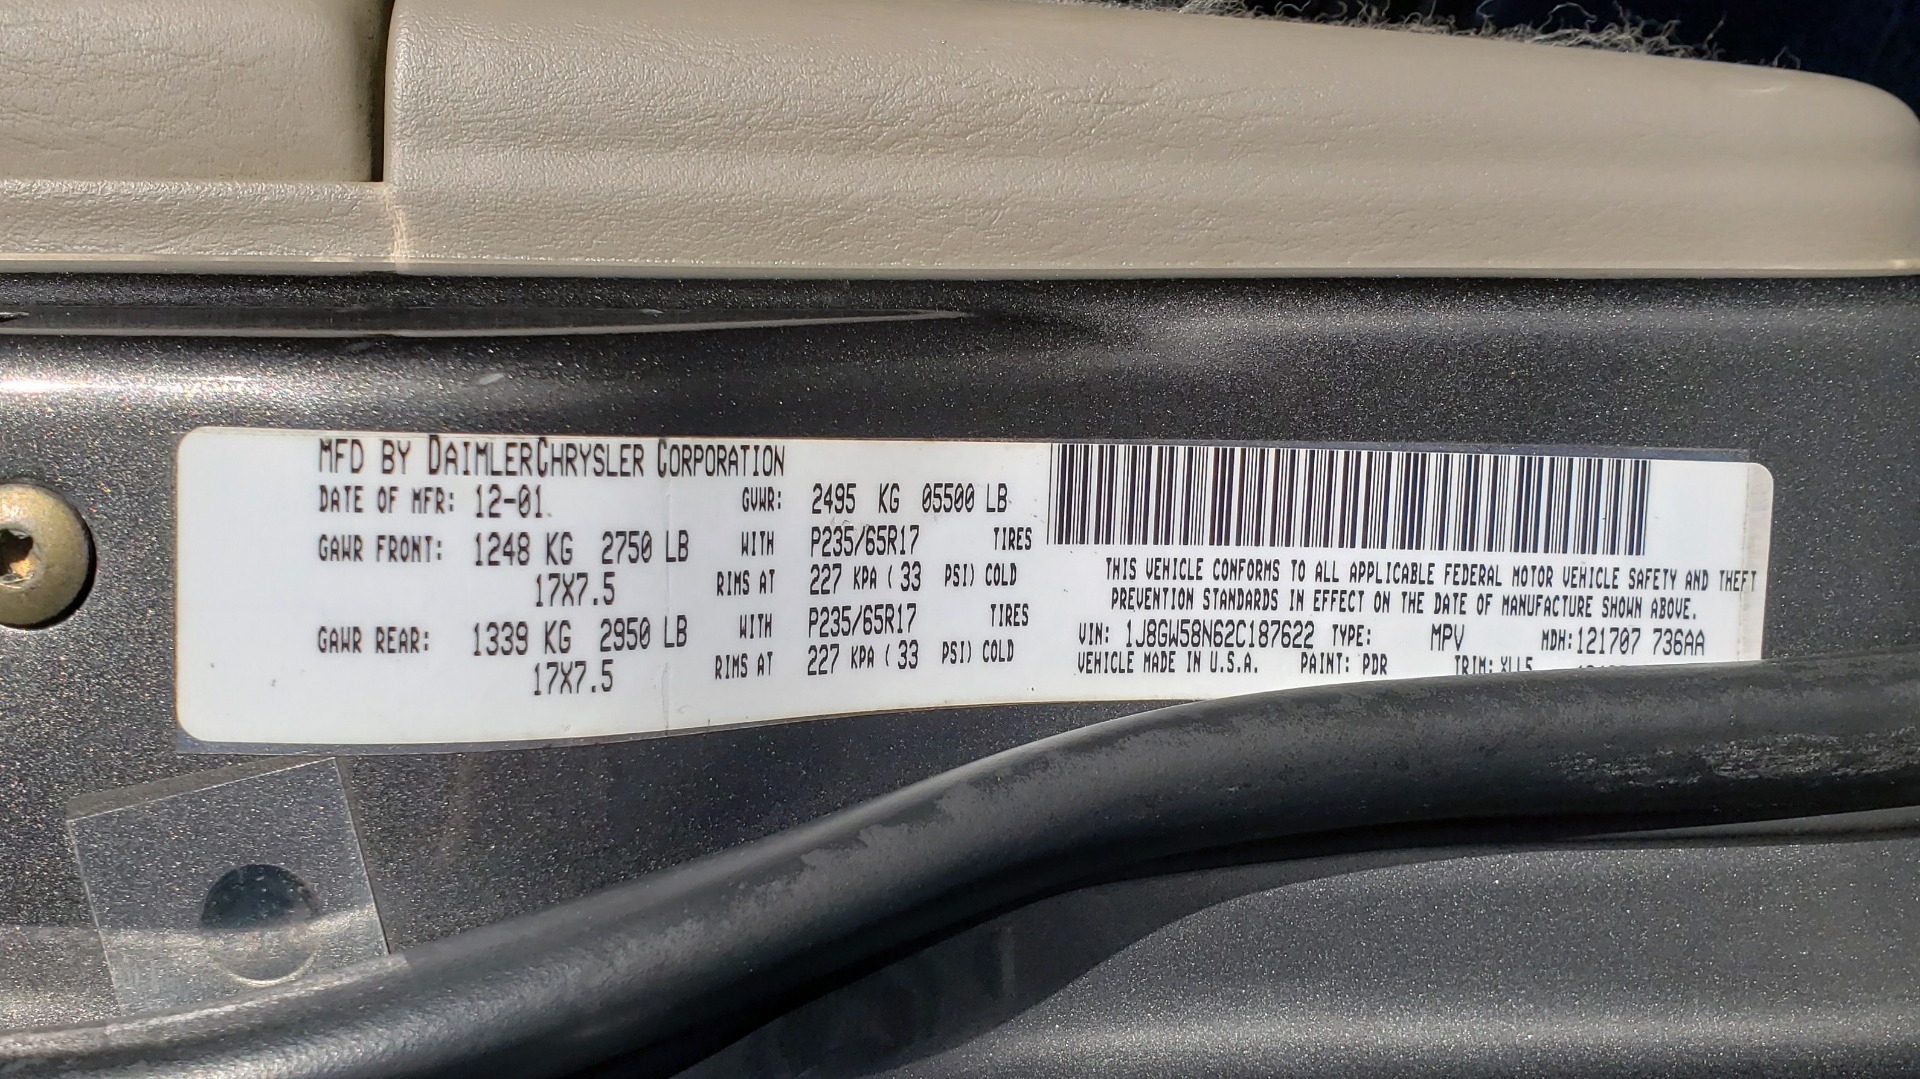 MFD BY DAIMLERCHRYSLER CORPORATION
DATE OF MFR: 12-01 GVWR: 2495 KG 05500 LB
GAWR FRONT: 1248 KG 2750 LB WITH P235/65R17 TIRES
17X7.5 RIMS AT 227 KPA ( 33 PSI) COLD
GAWR REAR: 1339 KG 2950 LB WITH P235/65R17 TIRES
17X7.5 RIMS AT 227 KPA ( 33 PSI) COLD
THIS VEHICLE CONFORMS TO ALL APPLICABLE FEDERAL MOTOR VEHICLE SAFETY AND THEFT
PREVENTION STANDARDS IN EFFECT ON THE DATE OF MANUFACTURE SHOWN ABOVE.
VIN: 1J8GW58N62C187622 TYPE: MPV MDH:121707 736AA
VEHICLE MADE IN U.S.A. PAINT: PDR TRIM: